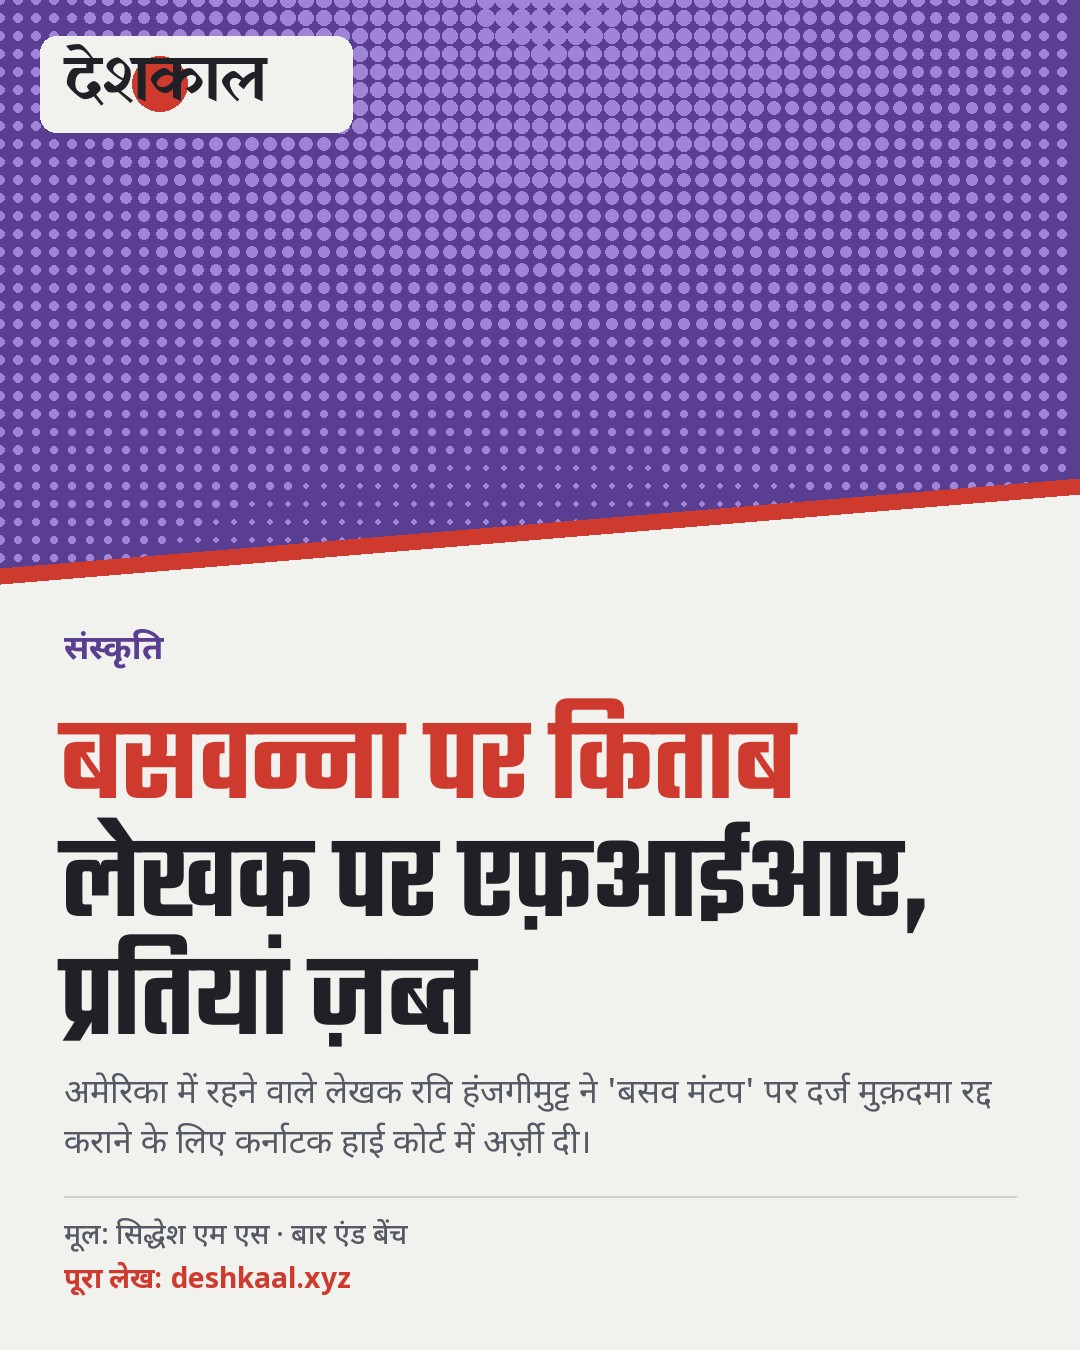 देशकाल
संस्कृति
बसवन्ना पर किताब
लेखक पर एफ़आईआर,
प्रतियां ज़ब्त
अमेरिका में रहने वाले लेखक रवि हंजगीमुट्ट ने 'बसव मंटप' पर दर्ज मुक़दमा रद्द
कराने के लिए कर्नाटक हाई कोर्ट में अर्ज़ी दी।
मूल: सिद्धेश एम एस · बार एंड बेंच
पूरा लेख: deshkaal.xyz